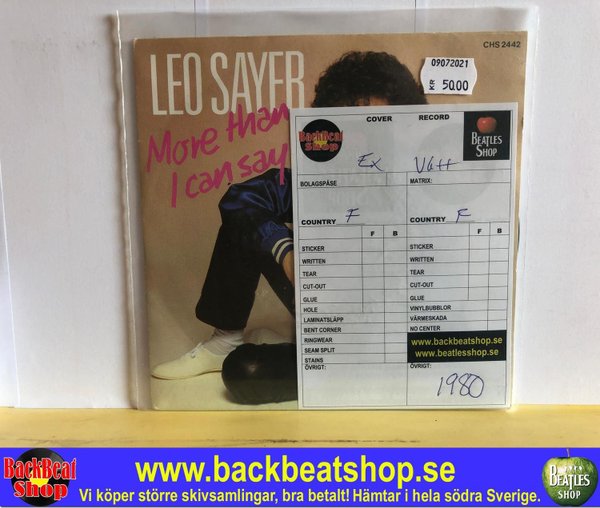 CHS 2442
LEO SAYER
More than
I can say
09072021
KR 50.00
COVER RECORD
BackBeat
Shop
BEATLES
SHOP
Ex
BOLAGSPÅSE MATRIX:
COUNTRY F COUNTRY F
F B F B
STICKER STICKER
WRITTEN WRITTEN
TEAR TEAR
CUT-OUT CUT-OUT
GLUE GLUE
HOLE VINYLBUBBLOR
LAMINATSLÄPP VÄRMESKADA
BENT CORNER NO CENTER
RINGWEAR www.backbeatshop.se
SEAM SPLIT www.beatlesshop.se
STAINS
ÖVRIGT: ÖVRIGT:
1980
BackBeat
Shop
www.backbeatshop.se
Vi köper större skivsamlingar, bra betalt! Hämtar i hela södra Sverige.
BEATLES
SHOP